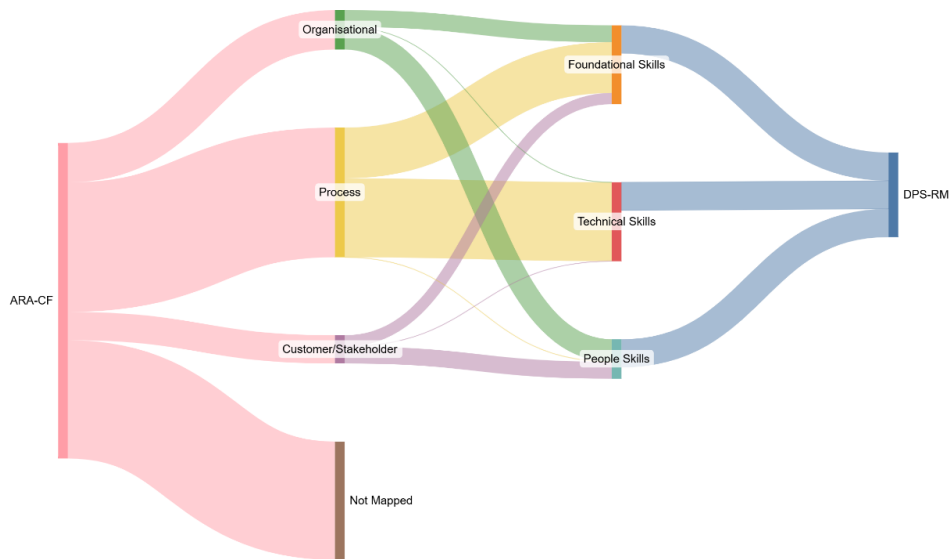 Organisational
Foundational Skills
Process
DPS-RM
Technical Skills
ARA-CF
Customer/Stakeholder
People Skills
Not Mapped